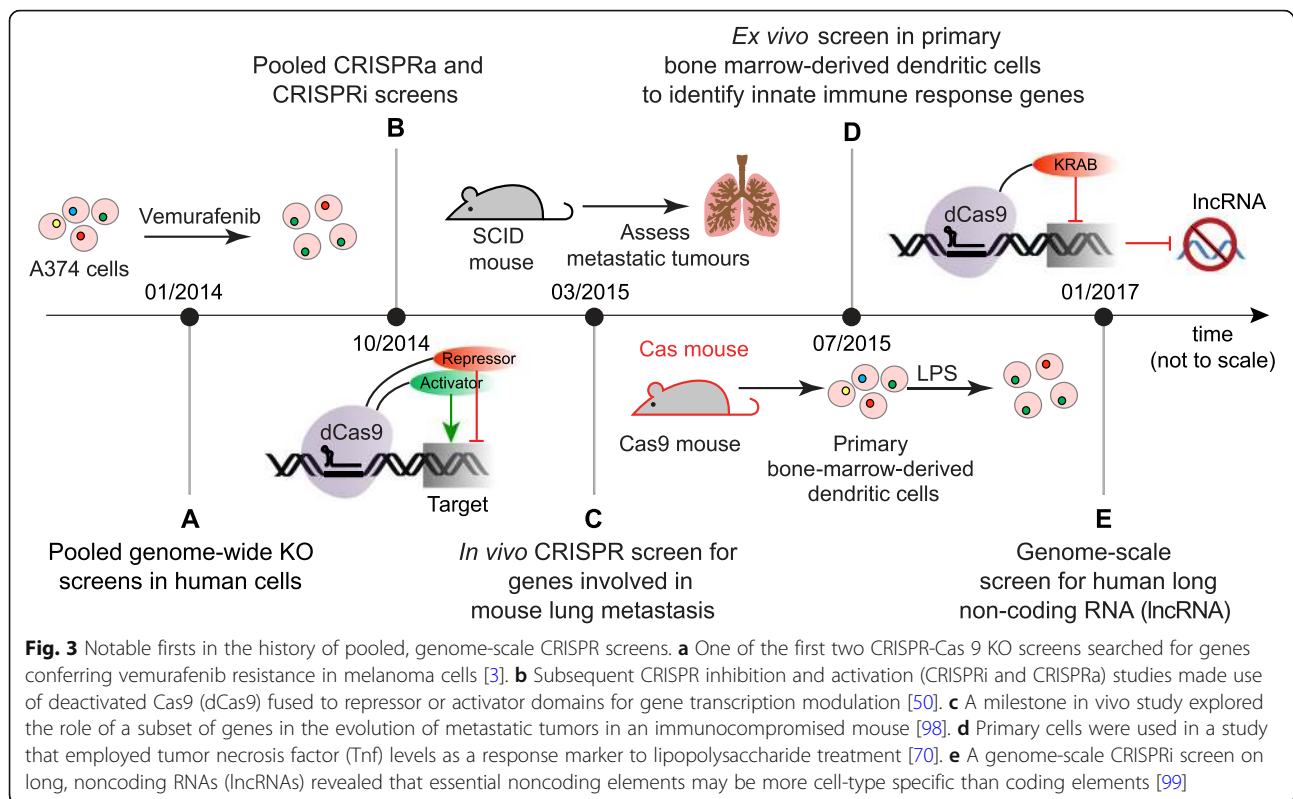 Ex vivo screen in primary
bone marrow-derived dendritic cells
to identify innate immune response genes
Pooled CRISPRa and
CRISPRi screens
B
D
Vemurafenib
A374 cells
SCID
mouse
Assess
metastatic tumours
KRAB
dCas9
lncRNA
01/2014
03/2015
01/2017
10/2014
07/2015
time
(not to scale)
Repressor
Activator
dCas9
Target
Cas mouse
Cas9 mouse
LPS
Primary
bone-marrow-derived
dendritic cells
A
Pooled genome-wide KO
screens in human cells
C
In vivo CRISPR screen for
genes involved in
mouse lung metastasis
E
Genome-scale
screen for human long
non-coding RNA (lncRNA)
Fig. 3 Notable firsts in the history of pooled, genome-scale CRISPR screens. a One of the first two CRISPR-Cas 9 KO screens searched for genes
conferring vemurafenib resistance in melanoma cells [3]. b Subsequent CRISPR inhibition and activation (CRISPRi and CRISPRa) studies made use
of deactivated Cas9 (dCas9) fused to repressor or activator domains for gene transcription modulation [50]. c A milestone in vivo study explored
the role of a subset of genes in the evolution of metastatic tumors in an immunocompromised mouse [98]. d Primary cells were used in a study
that employed tumor necrosis factor (Tnf) levels as a response marker to lipopolysaccharide treatment [70]. e A genome-scale CRISPRi screen on
long, noncoding RNAs (lncRNAs) revealed that essential noncoding elements may be more cell-type specific than coding elements [99]